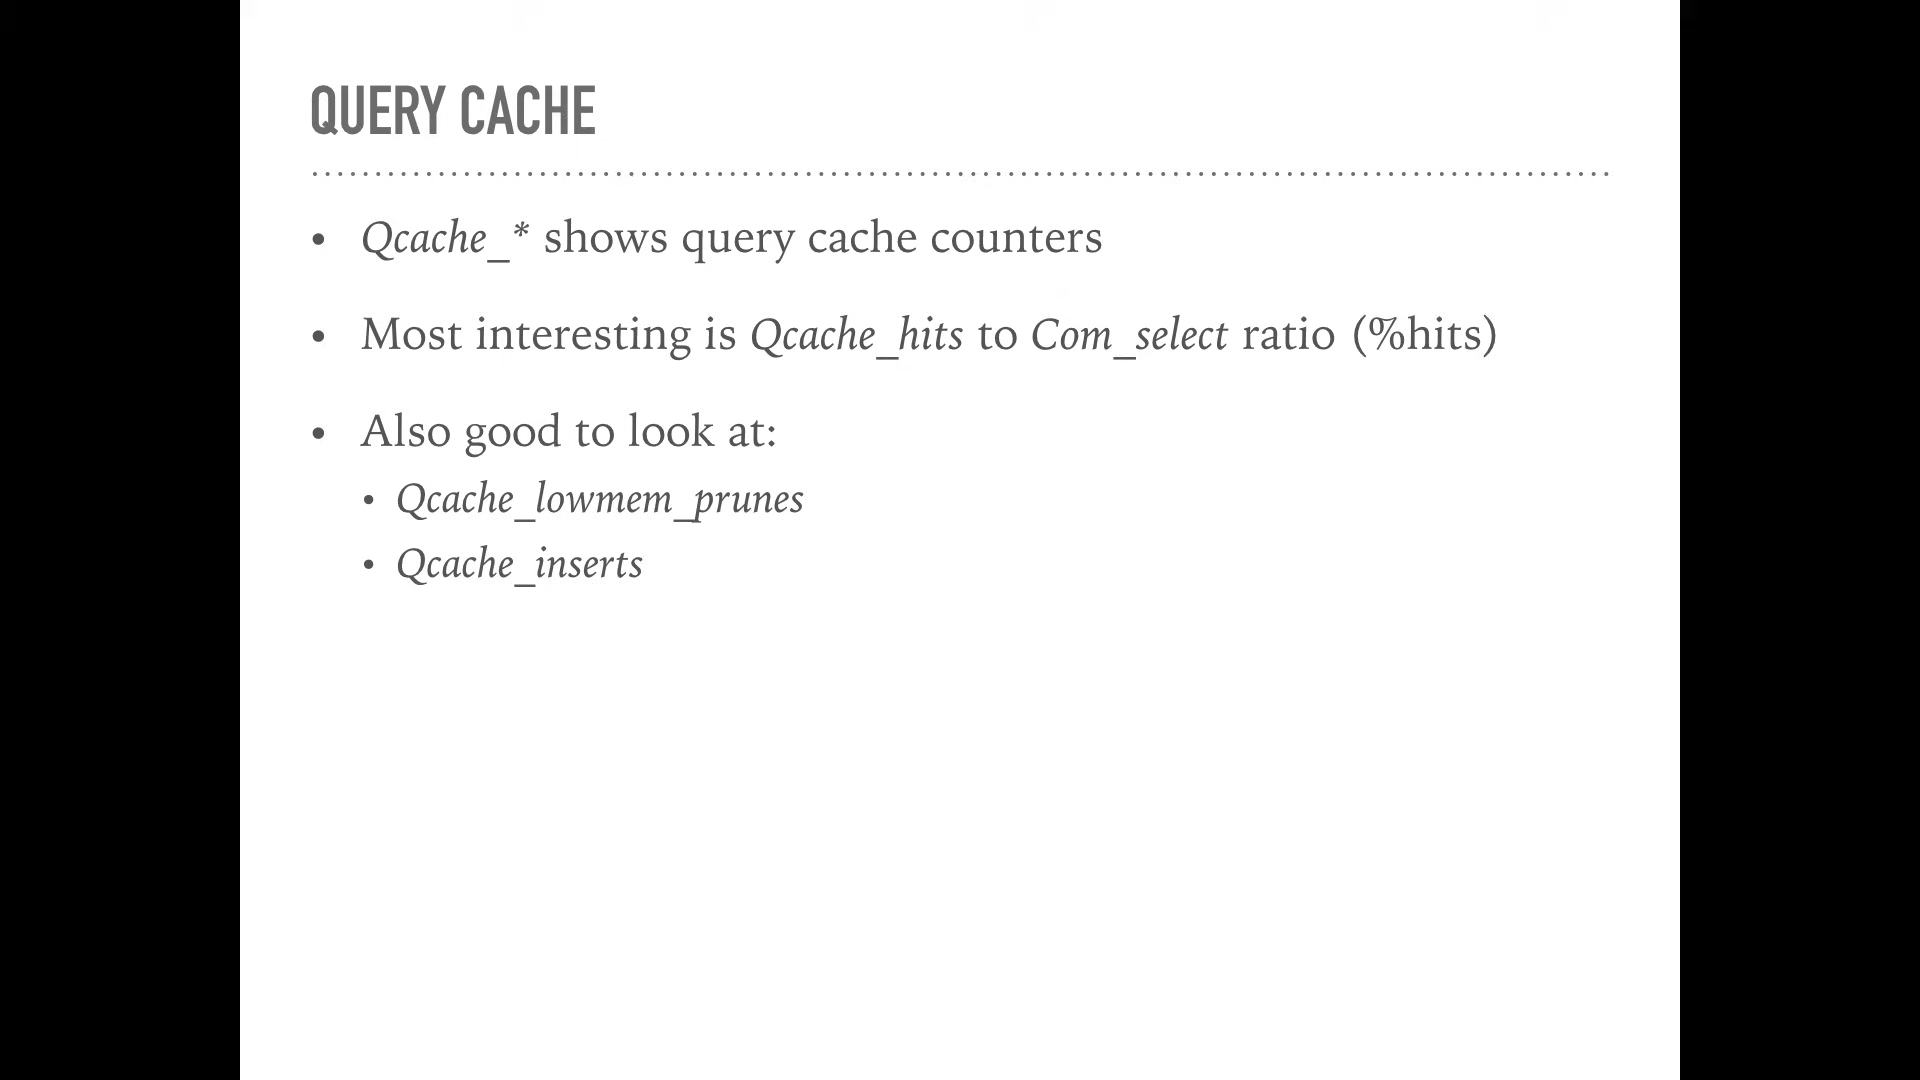 QUERY CACHE
• Qcache_* shows query cache counters
• Most interesting is Qcache_hits to Com_select ratio (%hits)
• Also good to look at:
• Qcache_lowmem_prunes
• Qcache_inserts